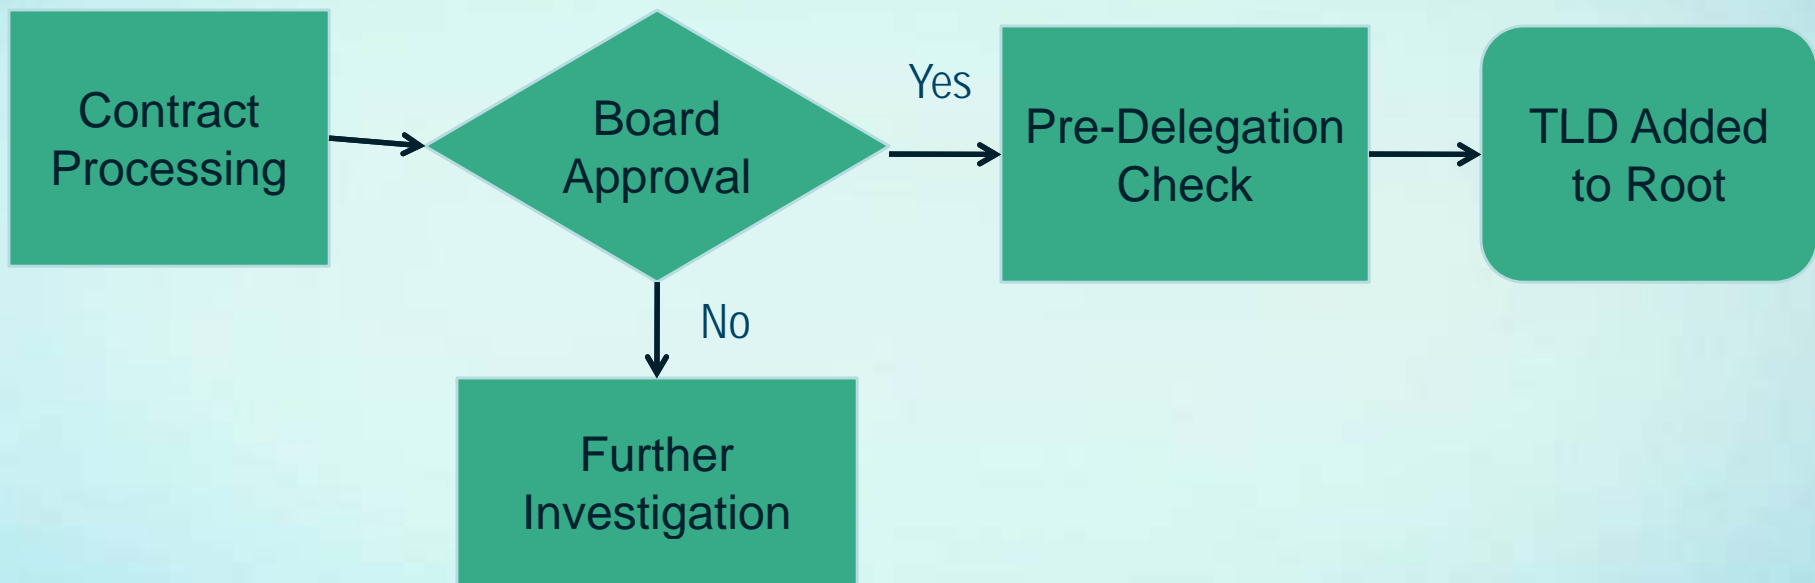 Contract
Processing
Board
Approval
Yes
Pre-Delegation
Check
TLD Added
to Root
No
Further
Investigation